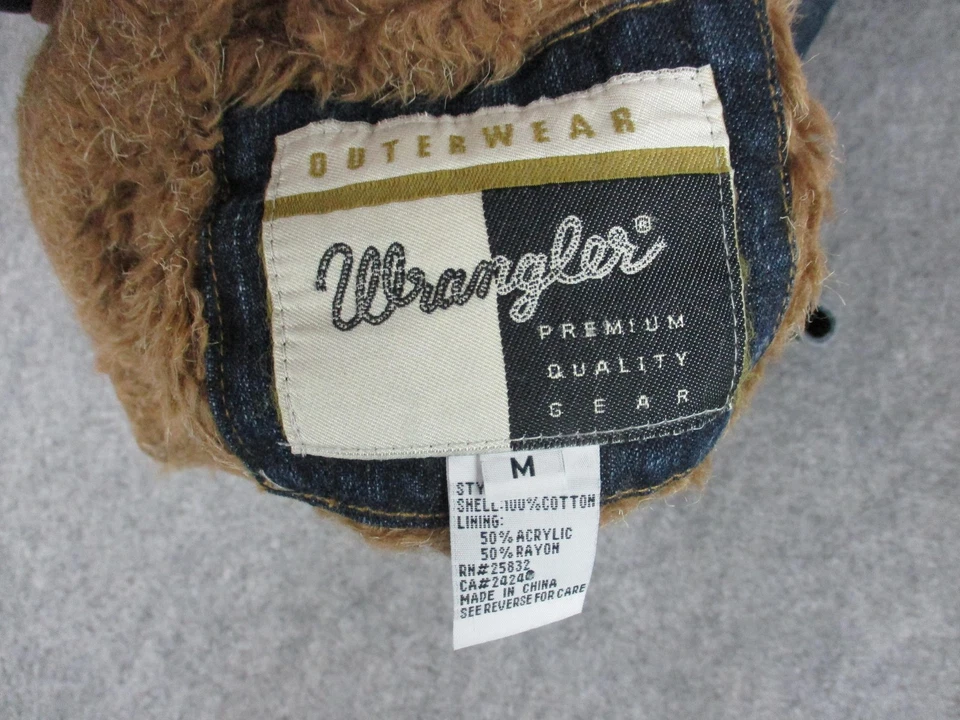 OUTERWEAR
Wrangler®
PREMIUM
QUALITY
GEAR
M
STY
SHELL:100%COTTON
LINING:
50%ACRYLIC
50%RAYON
RN#25832
MADE IN CHINA
SEE REVERSE FOR CARE